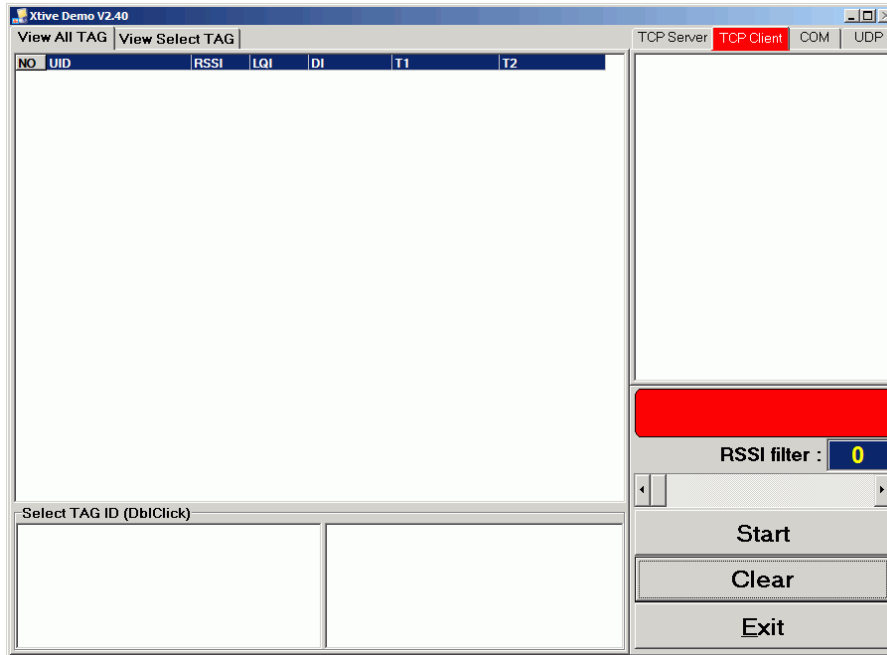 Xtive Demo V2.40
View All TAG View Select TAG
TCP Server TCP Client COM UDP
NO UID RSSI LQI DI T1 T2
RSSI filter : 0
Select TAG ID (DblClick)
Start
Clear
Exit